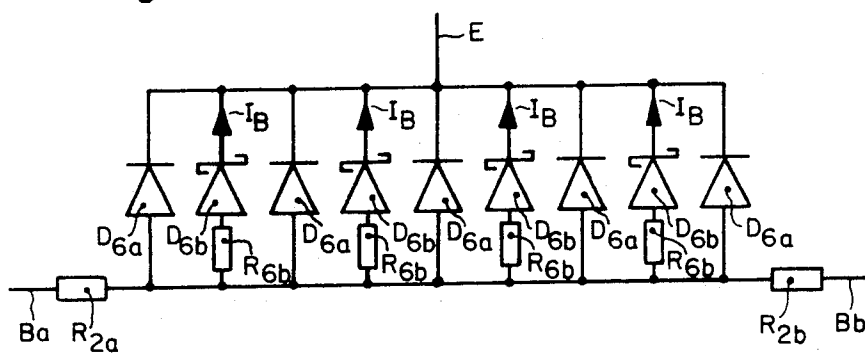 E
I_B I_B I_B I_B
D_6a D_6b D_6a D_6b D_6a D_6b D_6a D_6b D_6a
R_6b R_6b R_6b R_6b
Ba R_2a R_2b Bb